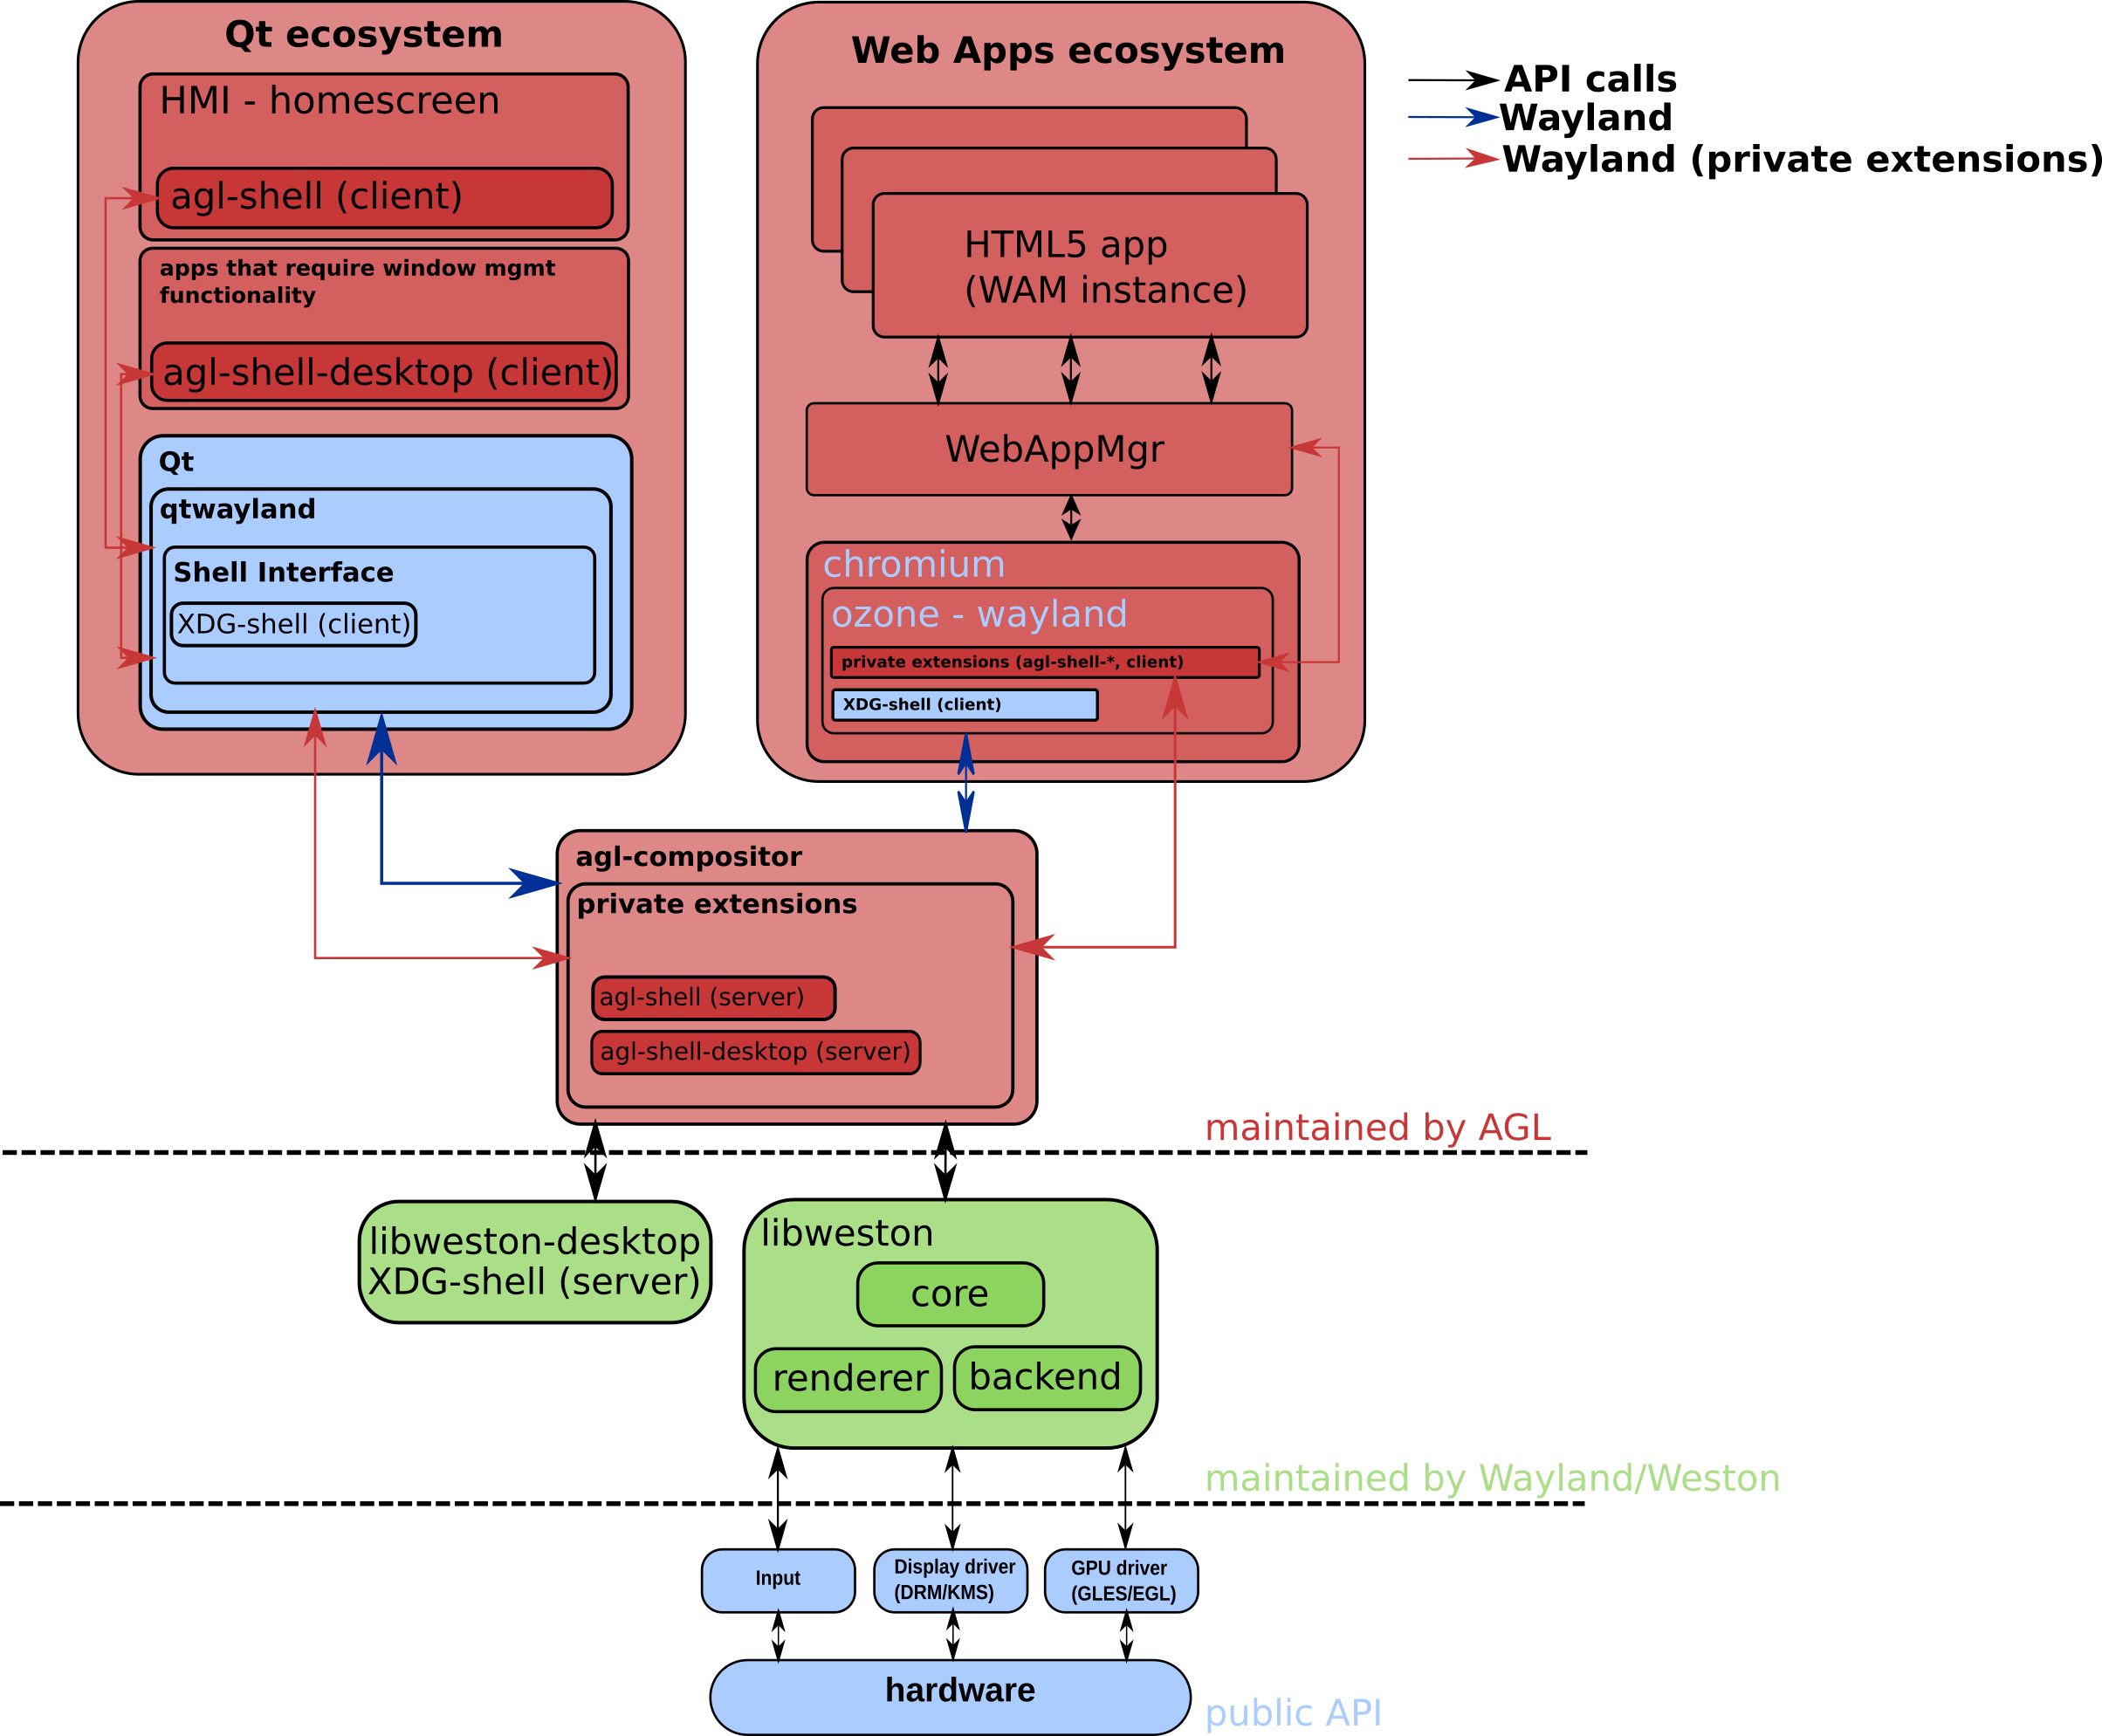 Qt ecosystem
HMI - homescreen
agl-shell (client)
apps that require window mgmt
functionality
agl-shell-desktop (client)
Qt
qtwayland
Shell Interface
XDG-shell (client)
Web Apps ecosystem
HTML5 app
(WAM instance)
WebAppMgr
chromium
ozone - wayland
private extensions (agl-shell-*, client)
XDG-shell (client)
API calls
Wayland
Wayland (private extensions)
agl-compositor
private extensions
agl-shell (server)
agl-shell-desktop (server)
maintained by AGL
libweston-desktop
XDG-shell (server)
libweston
core
renderer
backend
maintained by Wayland/Weston
Input
Display driver
(DRM/KMS)
GPU driver
(GLES/EGL)
hardware
public API